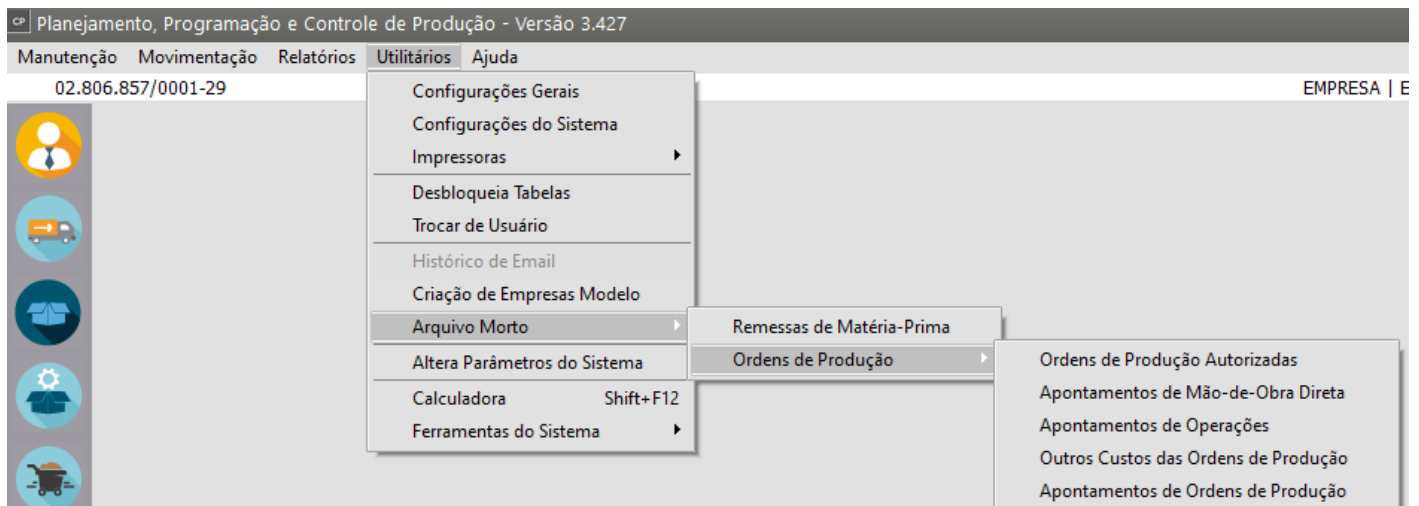 CP Planejamento, Programação e Controle de Produção - Versão 3.427
Manutenção Movimentação Relatórios Utilitários Ajuda
02.806.857/0001-29 EMPRESA | E
Configurações Gerais
Configurações do Sistema
Impressoras
Desbloqueia Tabelas
Trocar de Usuário
Histórico de Email
Criação de Empresas Modelo
Arquivo Morto
Altera Parâmetros do Sistema
Calculadora Shift+F12
Ferramentas do Sistema
Remessas de Matéria-Prima
Ordens de Produção
Ordens de Produção Autorizadas
Apontamentos de Mão-de-Obra Direta
Apontamentos de Operações
Outros Custos das Ordens de Produção
Apontamentos de Ordens de Produção